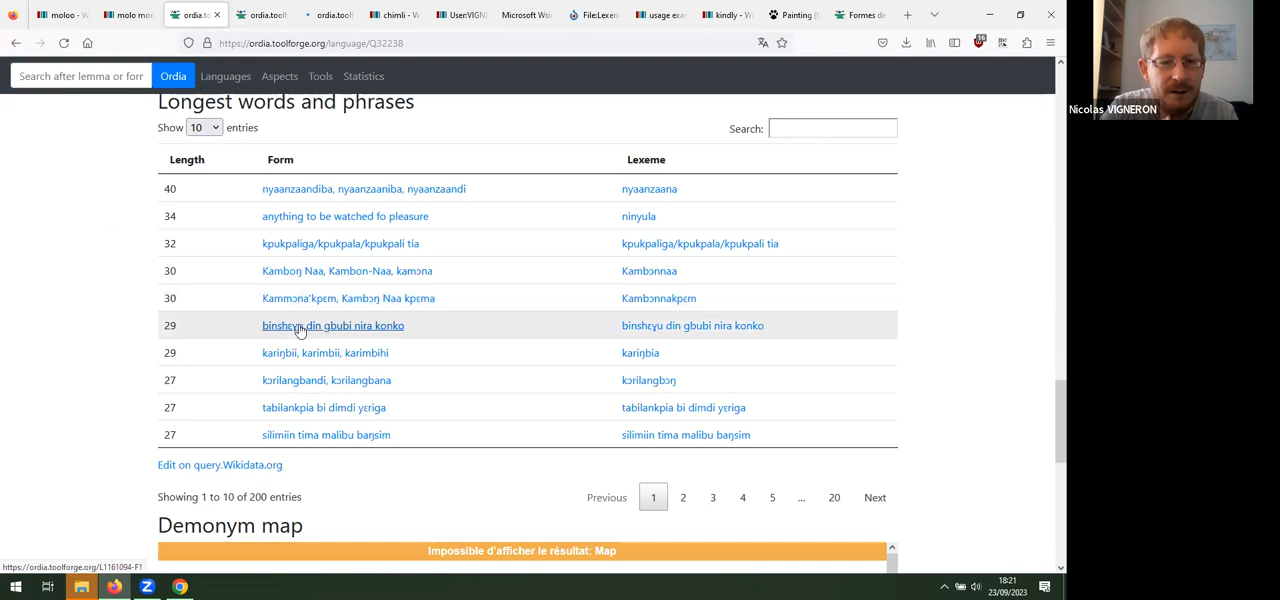 moloo - W
molo moo
ordia.to
ordia.toolf
ordia.toolf
chimli - W
User:VIGN
Microsoft Wo
File:Lexem
usage exa
kindly - W
Painting (
Formes de
https://ordia.toolforge.org/language/Q32238
16
Search after lemma or forr
Ordia
Languages
Aspects
Tools
Statistics
Nicolas VIGNERON
Longest words and phrases
Show 10 entries
Search:
Length Form Lexeme
40 nyaanzaandiba, nyaanzaaniba, nyaanzaandi nyaanzaana
34 anything to be watched fo pleasure ninyula
32 kpukpaliga/kpukpala/kpukpali tia kpukpaliga/kpukpala/kpukpali tia
30 Kamboŋ Naa, Kambon-Naa, kamɔna Kambɔnnaa
30 Kammɔna'kpɛm, Kambɔŋ Naa kpɛma Kambɔnnakpɛm
29 binshɛɣu din gbubi nira konko binshɛɣu din gbubi nira konko
29 kariŋbii, karimbii, karimbihi kariŋbia
27 kɔrilangbandi, kɔrilangbana kɔrilangbɔŋ
27 tabilankpia bi dimdi yɛriga tabilankpia bi dimdi yɛriga
27 silimiin tima malibu baŋsim silimiin tima malibu baŋsim
Edit on query.Wikidata.org
Showing 1 to 10 of 200 entries
Previous 1 2 3 4 5 ... 20 Next
Demonym map
Impossible d'afficher le résultat: Map
https://ordia.toolforge.org/L1161094-F1
18:21
23/09/2023